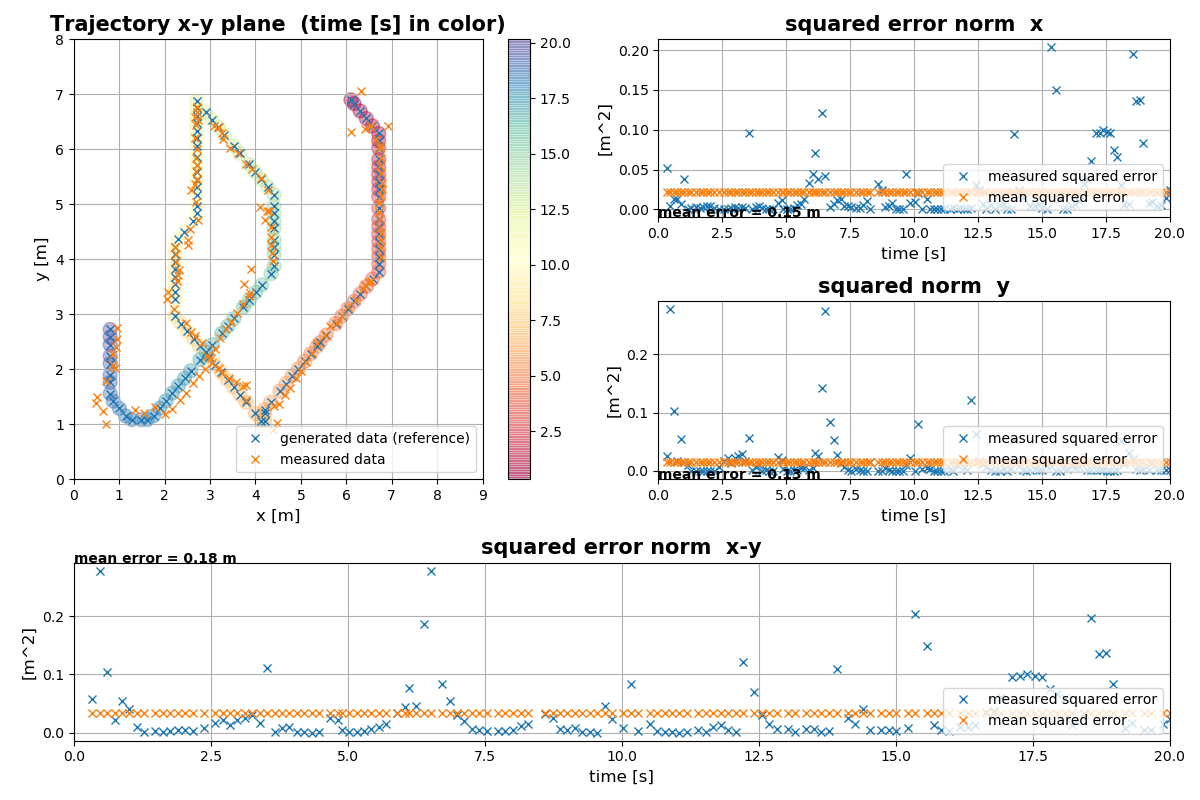 Trajectory x-y plane (time [s] in color)
8
7
6
5
4
3
2
1
0
y [m]
0 1 2 3 4 5 6 7 8 9
x [m]
generated data (reference)
measured data
20.0
17.5
15.0
12.5
10.0
7.5
5.0
2.5
squared error norm x
0.20
0.15
0.10
0.05
0.00
[m^2]
measured squared error
mean squared error
mean error = 0.15 m
0.0 2.5 5.0 7.5 10.0 12.5 15.0 17.5 20.0
time [s]
squared norm y
0.2
0.1
0.0
[m^2]
measured squared error
mean squared error
mean error = 0.13 m
0.0 2.5 5.0 7.5 10.0 12.5 15.0 17.5 20.0
time [s]
squared error norm x-y
mean error = 0.18 m
0.2
0.1
0.0
[m^2]
measured squared error
mean squared error
0.0 2.5 5.0 7.5 10.0 12.5 15.0 17.5 20.0
time [s]